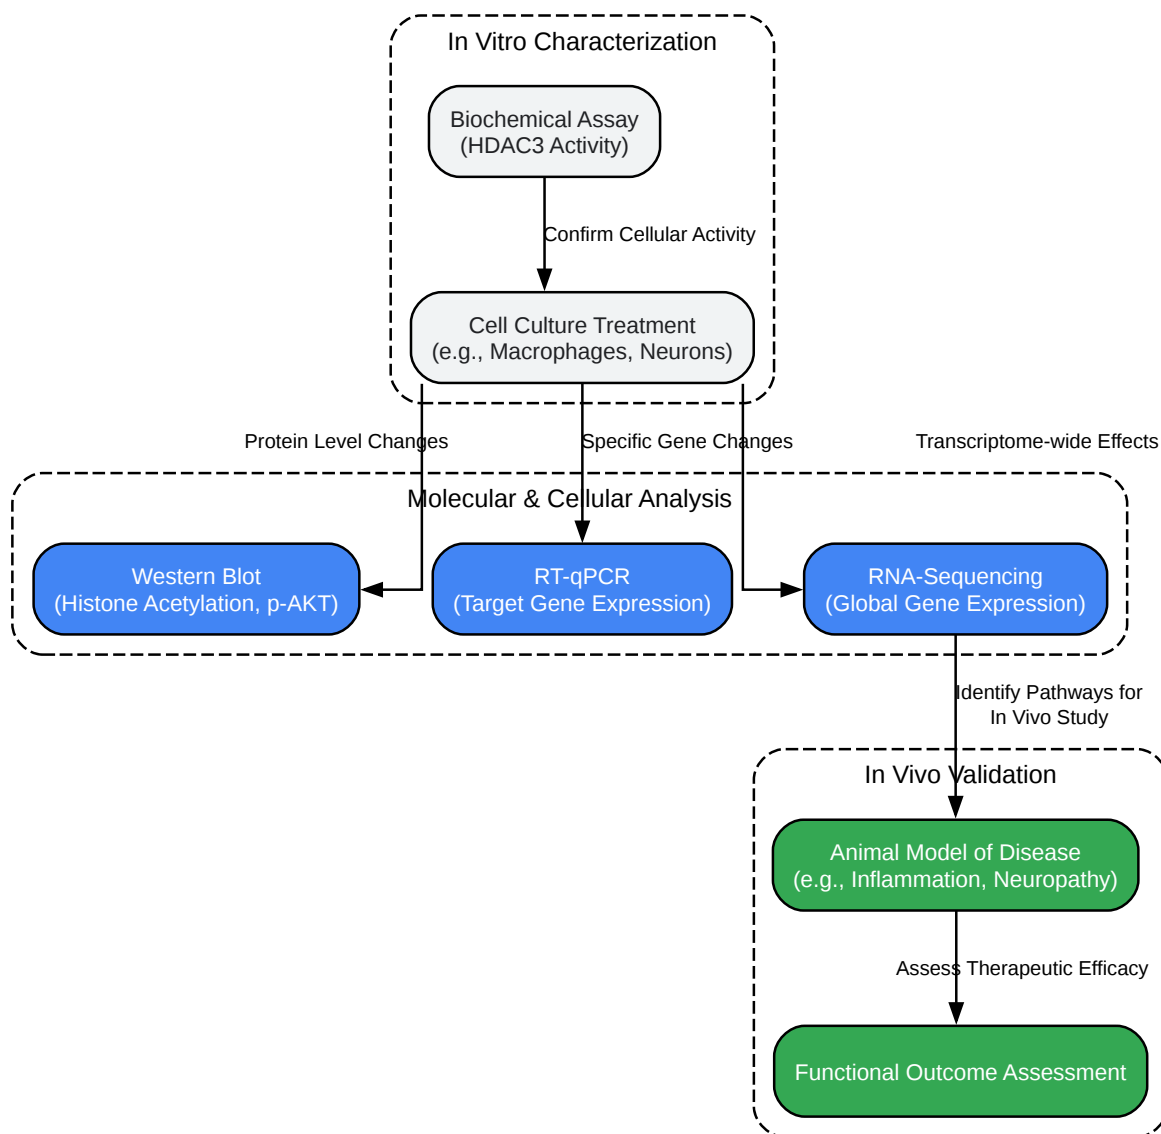 In Vitro Characterization
Biochemical Assay
(HDAC3 Activity)
Confirm Cellular Activity
Cell Culture Treatment
(e.g., Macrophages, Neurons)
Protein Level Changes
Specific Gene Changes
Transcriptome-wide Effects
Molecular & Cellular Analysis
Western Blot
(Histone Acetylation, p-AKT)
RT-qPCR
(Target Gene Expression)
RNA-Sequencing
(Global Gene Expression)
Identify Pathways for
In Vivo Study
In Vivo Validation
Animal Model of Disease
(e.g., Inflammation, Neuropathy)
Assess Therapeutic Efficacy
Functional Outcome Assessment